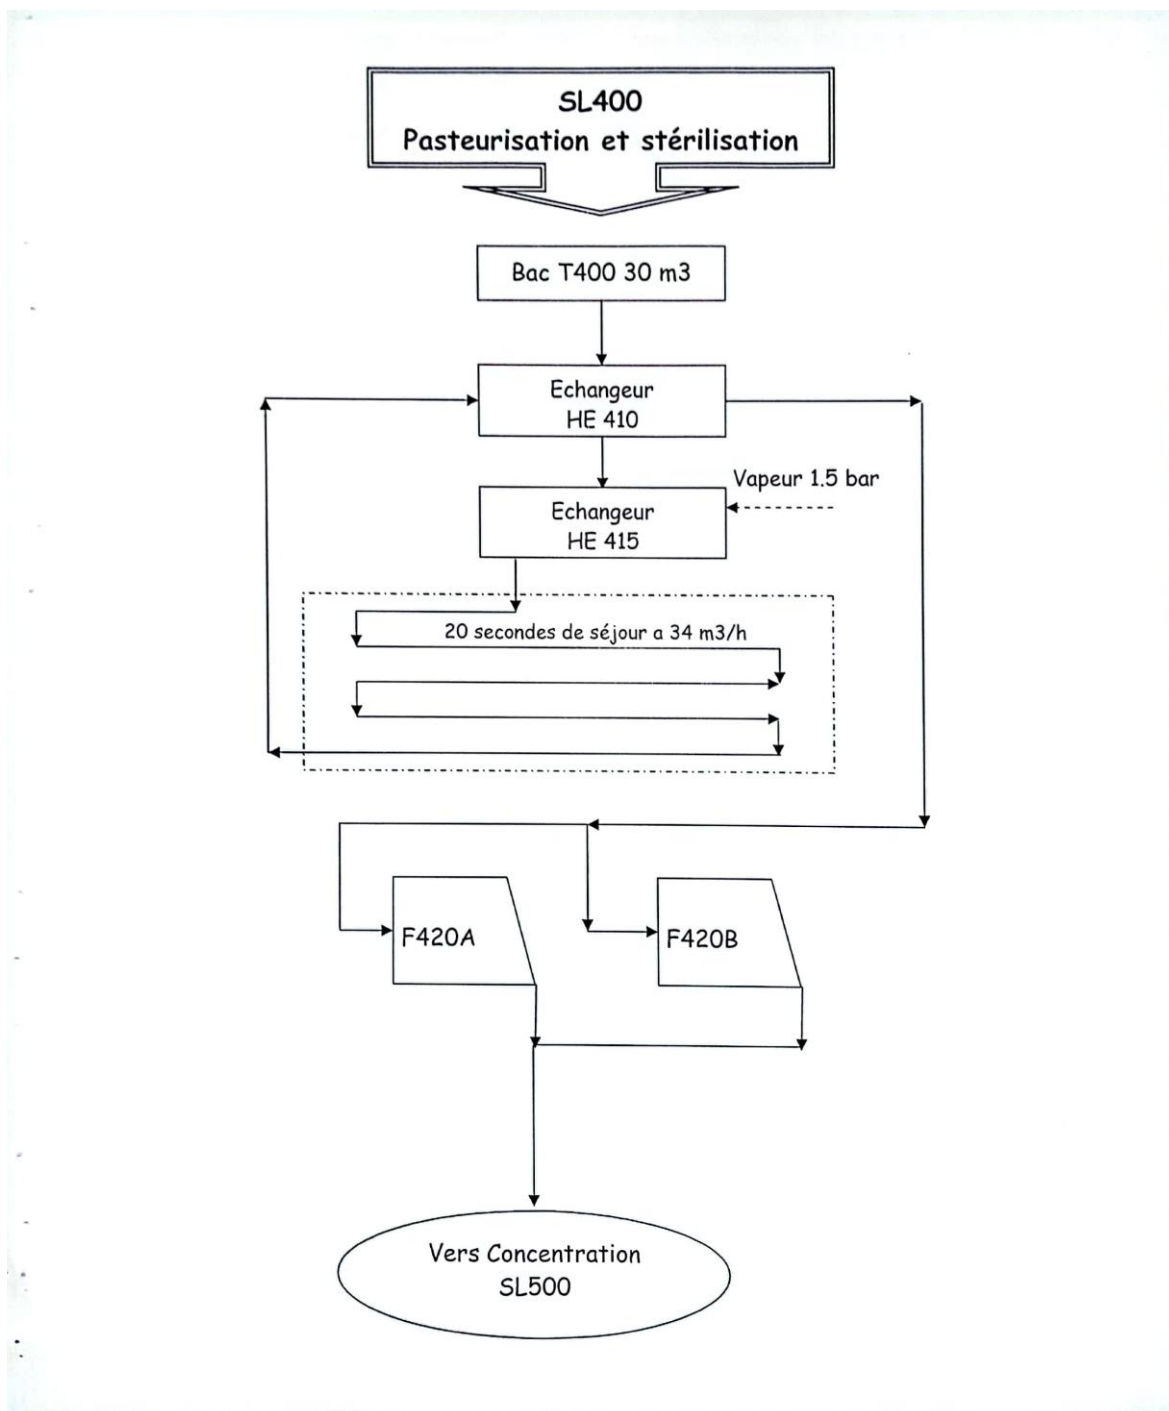 SL400
Pasteurisation et stérilisation
Bac T400 30 m3
Echangeur
HE 410
Vapeur 1.5 bar
Echangeur
HE 415
20 secondes de séjour a 34 m3/h
F420A
F420B
Vers Concentration
SL500